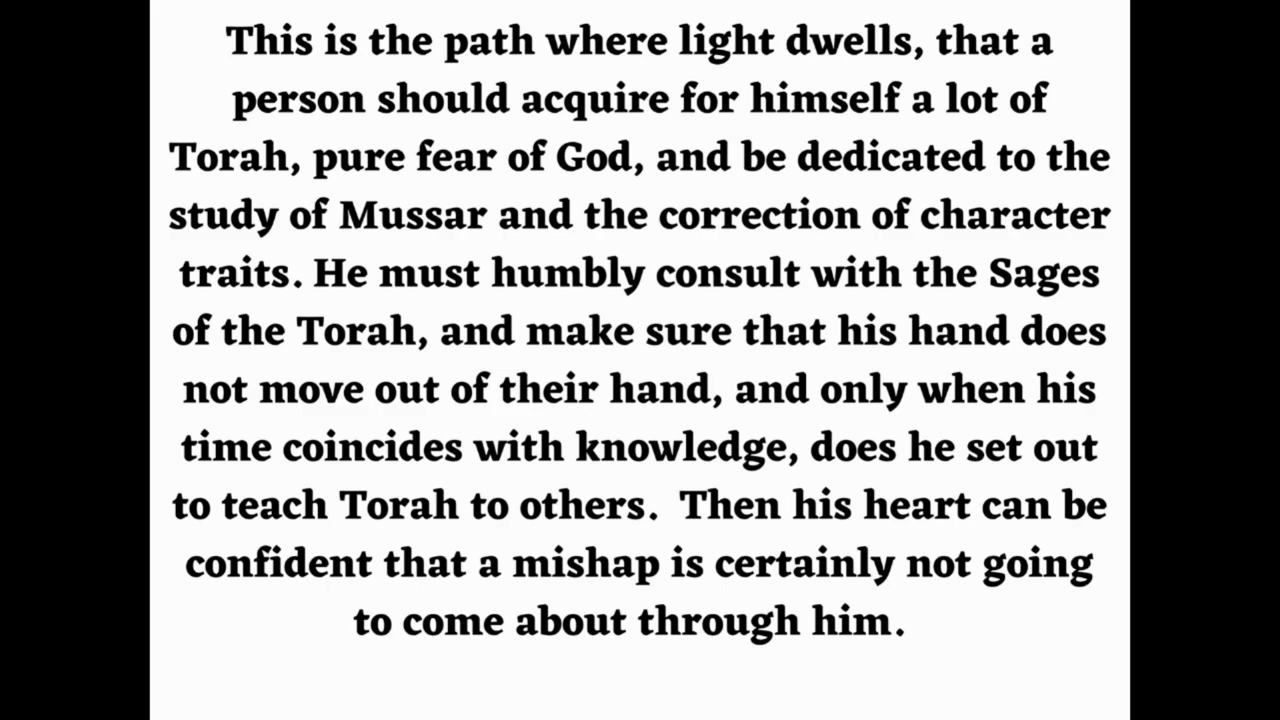 This is the path where light dwells, that a
person should acquire for himself a lot of
Torah, pure fear of God, and be dedicated to the
study of Mussar and the correction of character
traits. He must humbly consult with the Sages
of the Torah, and make sure that his hand does
not move out of their hand, and only when his
time coincides with knowledge, does he set out
to teach Torah to others.  Then his heart can be
confident that a mishap is certainly not going
to come about through him.